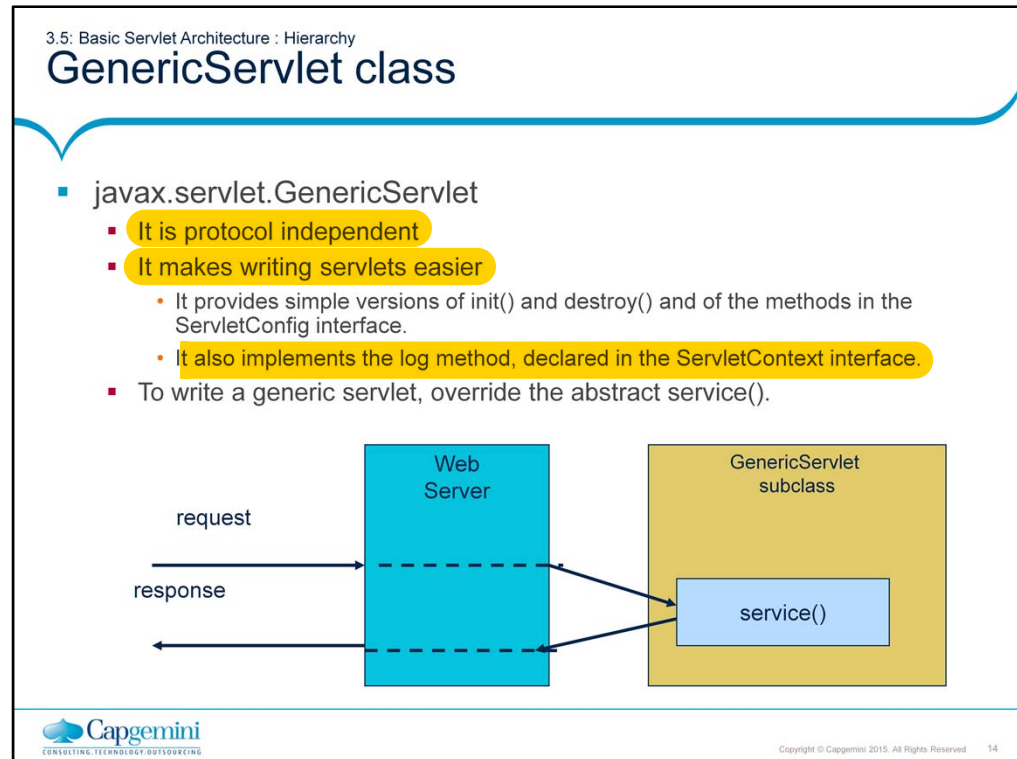 3.5: Basic Servlet Architecture : Hierarchy
GenericServlet class
javax.servlet.GenericServlet
It is protocol independent
It makes writing servlets easier
It provides simple versions of init() and destroy() and of the methods in the
ServletConfig interface.
It also implements the log method, declared in the ServletContext interface.
To write a generic servlet, override the abstract service().
Web
Server
GenericServlet
subclass
request
response
service()
Capgemini
CONSULTING.TECHNOLOGY.OUTSOURCING
Copyright © Capgemini 2015. All Rights Reserved 14